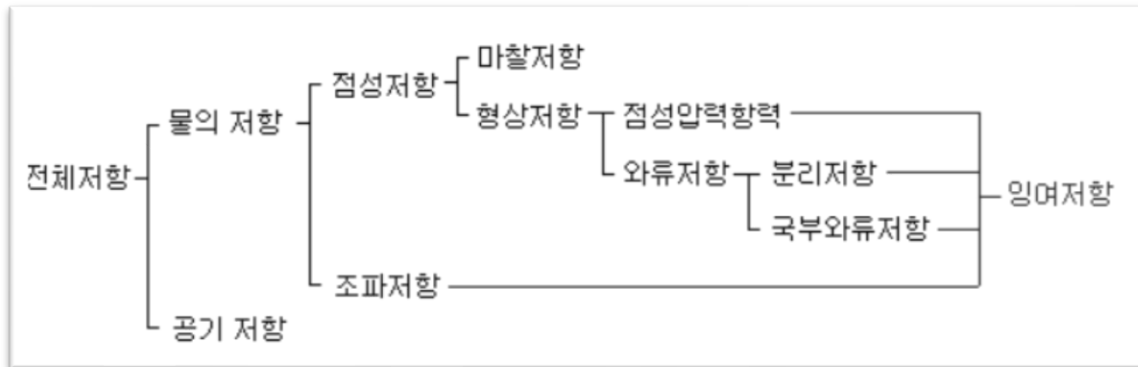 마찰저항
점성저항
형상저항
점성압력항력
물의 저항
와류저항
분리저항
전체저항
잉여저항
국부와류저항
조파저항
공기 저항